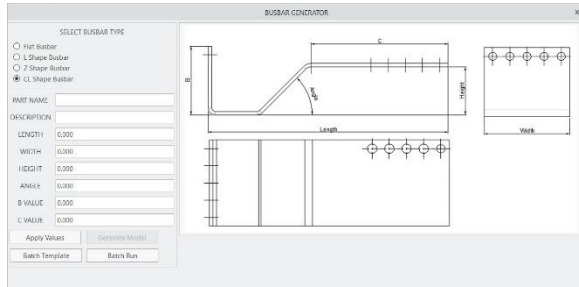 BUSBAR GENERATOR
SELECT BUSBAR TYPE
Flat Busbar
L Shape Busbar
Z Shape Busbar
CL Shape Busbar
PART NAME
DESCRIPTION
LENGTH 0.000
WIDTH 0.000
HEIGHT 0.000
ANGLE 0.000
B VALUE 0.000
C VALUE 0.000
Apply Values Generate Model
Batch Template Batch Run
C
B
Angle
Height
Length
Width